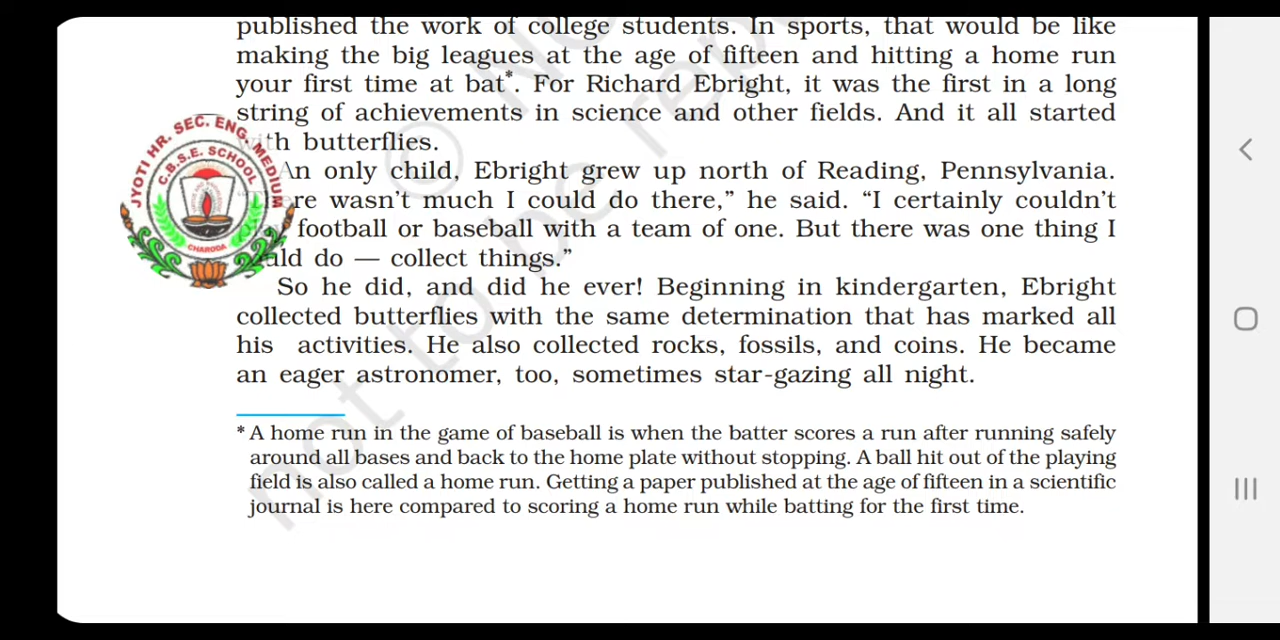 published the work of college students. In sports, that would be like
making the big leagues at the age of fifteen and hitting a home run
your first time at bat*. For Richard Ebright, it was the first in a long
string of achievements in science and other fields. And it all started
with butterflies.
An only child, Ebright grew up north of Reading, Pennsylvania.
wasn't much I could do there," he said. "I certainly couldn't
football or baseball with a team of one. But there was one thing I
do — collect things."
So he did, and did he ever! Beginning in kindergarten, Ebright
collected butterflies with the same determination that has marked all
his activities. He also collected rocks, fossils, and coins. He became
an eager astronomer, too, sometimes star-gazing all night.
* A home run in the game of baseball is when the batter scores a run after running safely
around all bases and back to the home plate without stopping. A ball hit out of the playing
field is also called a home run. Getting a paper published at the age of fifteen in a scientific
journal is here compared to scoring a home run while batting for the first time.
JYOTI HR. SEC. ENG. MEDIUM
C.B.S.E. SCHOOL
CHARODA
not to be rep